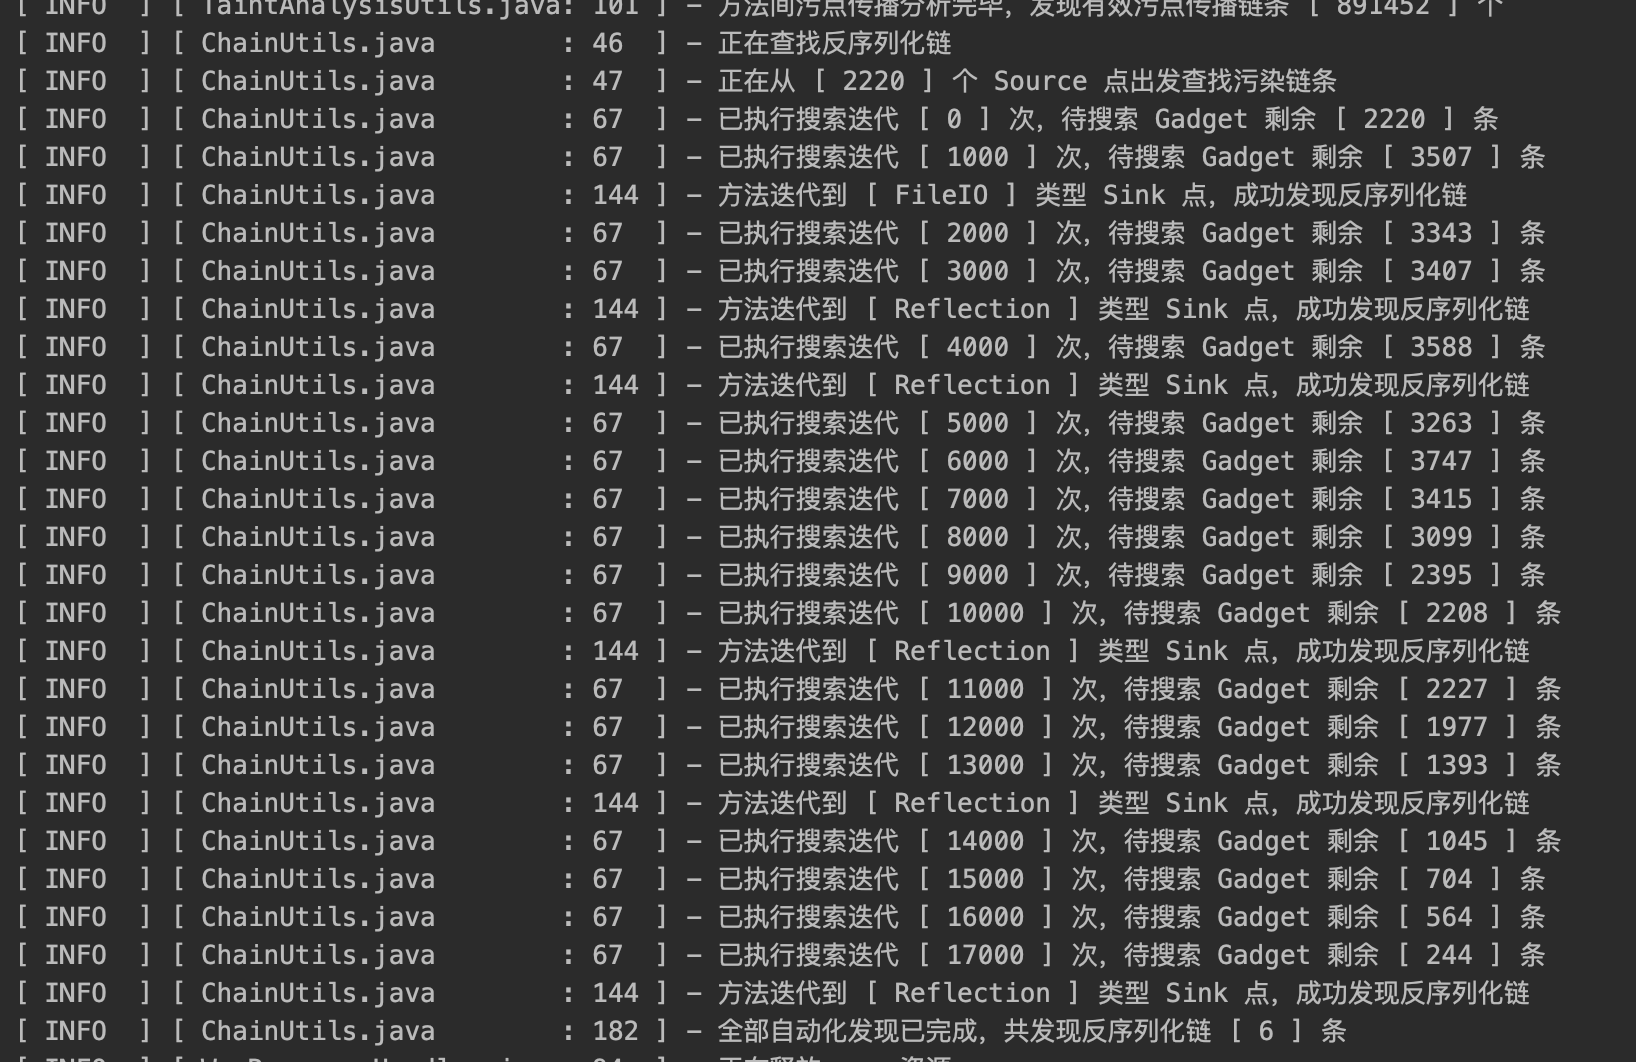 [ INFO  ] [ TaintAnalysisUtils.java: 101 ] - 方法间污点传播分析完毕，发现有效污点传播链条 [ 891452 ] 个
[ INFO  ] [ ChainUtils.java        : 46  ] - 正在查找反序列化链
[ INFO  ] [ ChainUtils.java        : 47  ] - 正在从 [ 2220 ] 个 Source 点出发查找污染链条
[ INFO  ] [ ChainUtils.java        : 67  ] - 已执行搜索迭代 [ 0 ] 次，待搜索 Gadget 剩余 [ 2220 ] 条
[ INFO  ] [ ChainUtils.java        : 67  ] - 已执行搜索迭代 [ 1000 ] 次，待搜索 Gadget 剩余 [ 3507 ] 条
[ INFO  ] [ ChainUtils.java        : 144 ] - 方法迭代到 [ FileIO ] 类型 Sink 点，成功发现反序列化链
[ INFO  ] [ ChainUtils.java        : 67  ] - 已执行搜索迭代 [ 2000 ] 次，待搜索 Gadget 剩余 [ 3343 ] 条
[ INFO  ] [ ChainUtils.java        : 67  ] - 已执行搜索迭代 [ 3000 ] 次，待搜索 Gadget 剩余 [ 3407 ] 条
[ INFO  ] [ ChainUtils.java        : 144 ] - 方法迭代到 [ Reflection ] 类型 Sink 点，成功发现反序列化链
[ INFO  ] [ ChainUtils.java        : 67  ] - 已执行搜索迭代 [ 4000 ] 次，待搜索 Gadget 剩余 [ 3588 ] 条
[ INFO  ] [ ChainUtils.java        : 144 ] - 方法迭代到 [ Reflection ] 类型 Sink 点，成功发现反序列化链
[ INFO  ] [ ChainUtils.java        : 67  ] - 已执行搜索迭代 [ 5000 ] 次，待搜索 Gadget 剩余 [ 3263 ] 条
[ INFO  ] [ ChainUtils.java        : 67  ] - 已执行搜索迭代 [ 6000 ] 次，待搜索 Gadget 剩余 [ 3747 ] 条
[ INFO  ] [ ChainUtils.java        : 67  ] - 已执行搜索迭代 [ 7000 ] 次，待搜索 Gadget 剩余 [ 3415 ] 条
[ INFO  ] [ ChainUtils.java        : 67  ] - 已执行搜索迭代 [ 8000 ] 次，待搜索 Gadget 剩余 [ 3099 ] 条
[ INFO  ] [ ChainUtils.java        : 67  ] - 已执行搜索迭代 [ 9000 ] 次，待搜索 Gadget 剩余 [ 2395 ] 条
[ INFO  ] [ ChainUtils.java        : 67  ] - 已执行搜索迭代 [ 10000 ] 次，待搜索 Gadget 剩余 [ 2208 ] 条
[ INFO  ] [ ChainUtils.java        : 144 ] - 方法迭代到 [ Reflection ] 类型 Sink 点，成功发现反序列化链
[ INFO  ] [ ChainUtils.java        : 67  ] - 已执行搜索迭代 [ 11000 ] 次，待搜索 Gadget 剩余 [ 2227 ] 条
[ INFO  ] [ ChainUtils.java        : 67  ] - 已执行搜索迭代 [ 12000 ] 次，待搜索 Gadget 剩余 [ 1977 ] 条
[ INFO  ] [ ChainUtils.java        : 67  ] - 已执行搜索迭代 [ 13000 ] 次，待搜索 Gadget 剩余 [ 1393 ] 条
[ INFO  ] [ ChainUtils.java        : 144 ] - 方法迭代到 [ Reflection ] 类型 Sink 点，成功发现反序列化链
[ INFO  ] [ ChainUtils.java        : 67  ] - 已执行搜索迭代 [ 14000 ] 次，待搜索 Gadget 剩余 [ 1045 ] 条
[ INFO  ] [ ChainUtils.java        : 67  ] - 已执行搜索迭代 [ 15000 ] 次，待搜索 Gadget 剩余 [ 704 ] 条
[ INFO  ] [ ChainUtils.java        : 67  ] - 已执行搜索迭代 [ 16000 ] 次，待搜索 Gadget 剩余 [ 564 ] 条
[ INFO  ] [ ChainUtils.java        : 67  ] - 已执行搜索迭代 [ 17000 ] 次，待搜索 Gadget 剩余 [ 244 ] 条
[ INFO  ] [ ChainUtils.java        : 144 ] - 方法迭代到 [ Reflection ] 类型 Sink 点，成功发现反序列化链
[ INFO  ] [ ChainUtils.java        : 182 ] - 全部自动化发现已完成，共发现反序列化链 [ 6 ] 条
[ INFO  ] [